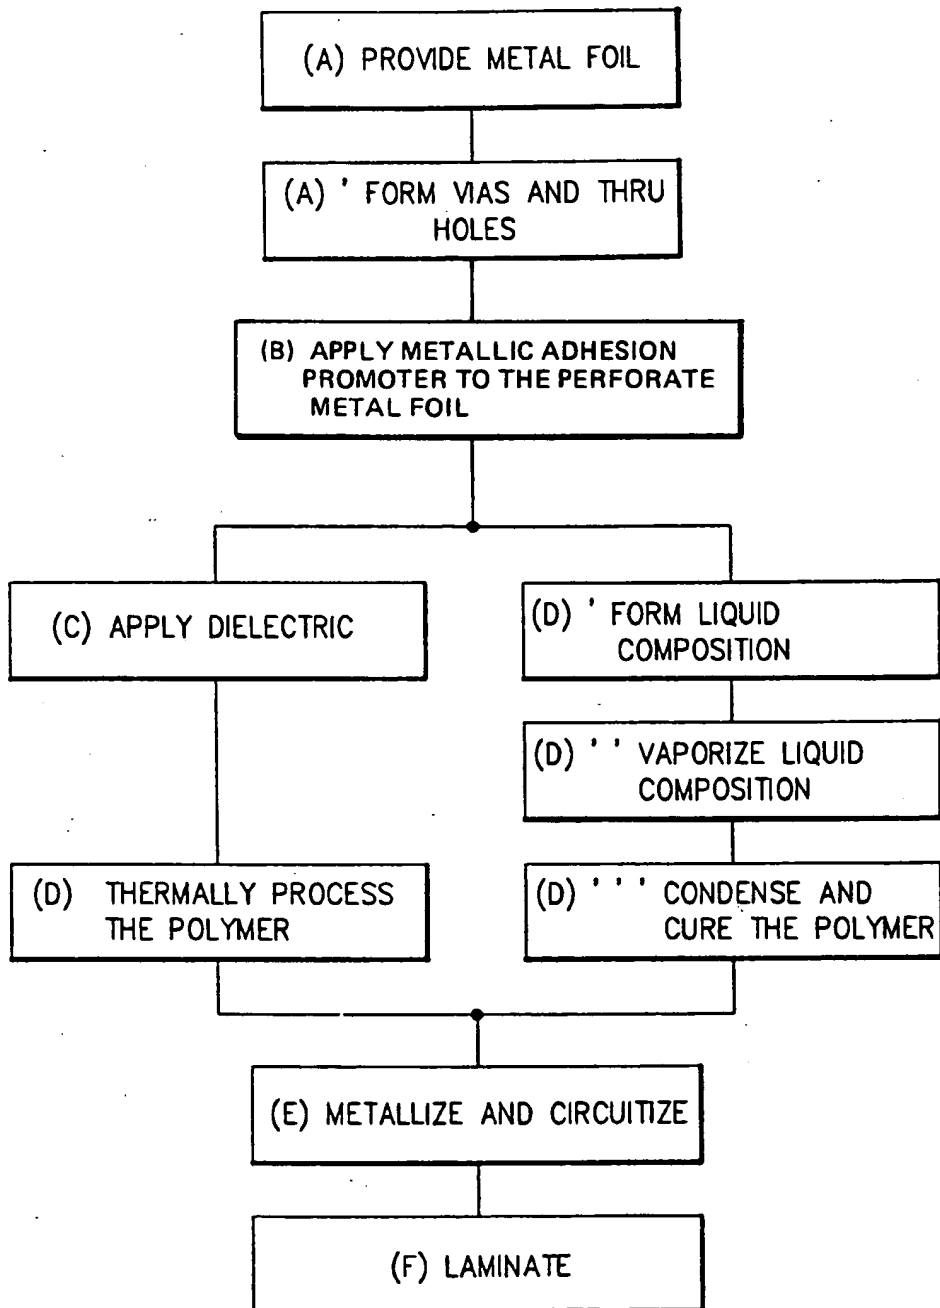 (A) PROVIDE METAL FOIL
(A) ' FORM VIAS AND THRU
HOLES
(B) APPLY METALLIC ADHESION
PROMOTER TO THE PERFORATE
METAL FOIL
(C) APPLY DIELECTRIC
(D) THERMALLY PROCESS
THE POLYMER
(D) ' FORM LIQUID
COMPOSITION
(D) ' ' VAPORIZE LIQUID
COMPOSITION
(D) ' ' ' CONDENSE AND
CURE THE POLYMER
(E) METALLIZE AND CIRCUITIZE
(F) LAMINATE